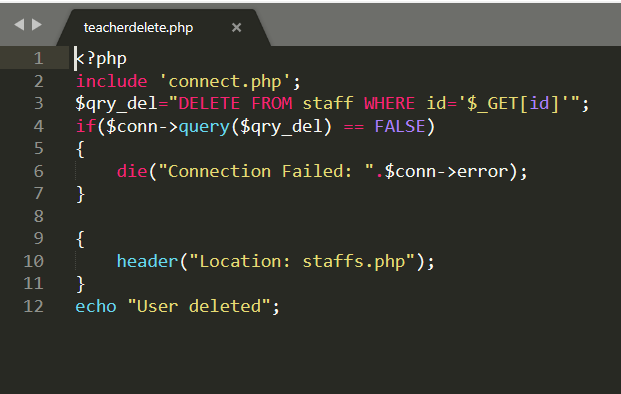 teacherdelete.php ×
1 <?php
2 include 'connect.php';
3 $qry_del="DELETE FROM staff WHERE id='$_GET[id]'";
4 if($conn->query($qry_del) == FALSE)
5 {
6     die("Connection Failed: ".$conn->error);
7 }
8
9 {
10     header("Location: staffs.php");
11 }
12 echo "User deleted";